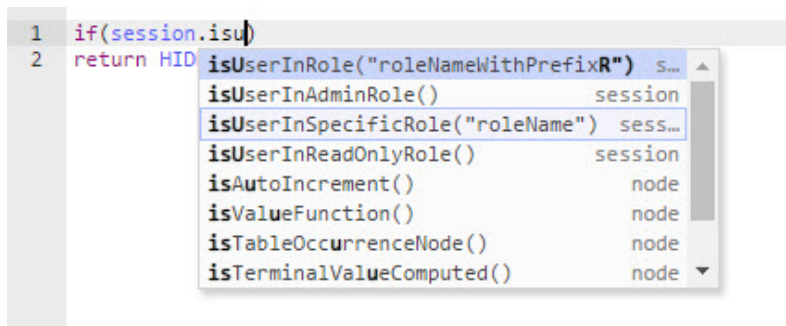 1 if(session.isu)
2 return HID
isUserInRole("roleNameWithPrefixR") s…
isUserInAdminRole() session
isUserInSpecificRole("roleName") sess…
isUserInReadOnlyRole() session
isAutoIncrement() node
isValueFunction() node
isTableOccurrenceNode() node
isTerminalValueComputed() node